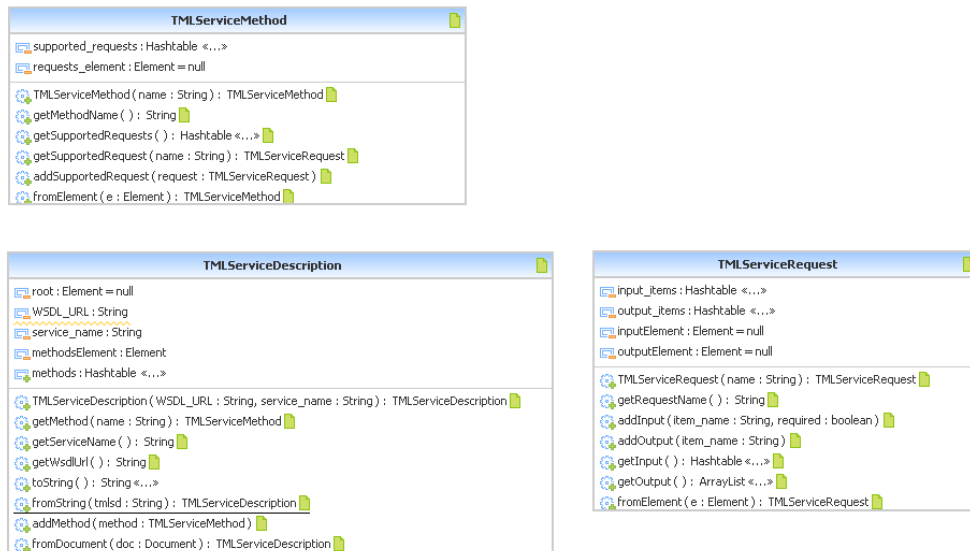 TMLServiceMethod
supported_requests : Hashtable «...»
requests_element : Element = null
TMLServiceMethod ( name : String ) : TMLServiceMethod
getMethodName ( ) : String
getSupportedRequests ( ) : Hashtable «...»
getSupportedRequest ( name : String ) : TMLServiceRequest
addSupportedRequest ( request : TMLServiceRequest )
fromElement ( e : Element ) : TMLServiceMethod
TMLServiceDescription
root : Element = null
WSDL_URL : String
service_name : String
methodsElement : Element
methods : Hashtable «...»
TMLServiceDescription ( WSDL_URL : String, service_name : String ) : TMLServiceDescription
getMethod ( name : String ) : TMLServiceMethod
getServiceName ( ) : String
getWsdlUrl ( ) : String
toString ( ) : String «...»
fromString ( tmlsd : String ) : TMLServiceDescription
addMethod ( method : TMLServiceMethod )
fromDocument ( doc : Document ) : TMLServiceDescription
TMLServiceRequest
input_items : Hashtable «...»
output_items : Hashtable «...»
inputElement : Element = null
outputElement : Element = null
TMLServiceRequest ( name : String ) : TMLServiceRequest
getRequestName ( ) : String
addInput ( item_name : String, required : boolean )
addOutput ( item_name : String )
getInput ( ) : Hashtable «...»
getOutput ( ) : ArrayList «...»
fromElement ( e : Element ) : TMLServiceRequest